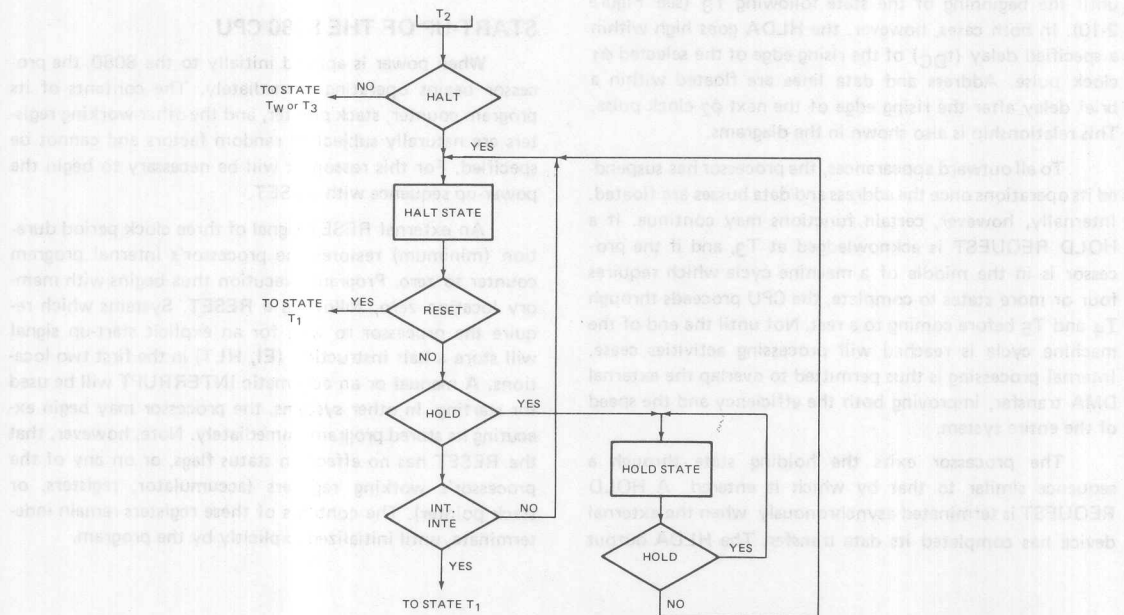 T2
HALT
NO
TO STATE
TW or T3
YES
HALT STATE
RESET
YES
TO STATE
T1
NO
HOLD
YES
HOLD STATE
INT. INTE
NO
HOLD
YES
YES
NO
TO STATE T1
until the beginning of the state following T3 (see Figure
2-10). In both cases, however, the HLDA goes high within
a specified delay (tDC) of the rising edge of the selected φ1
clock pulse. Address and data lines are floated within a
brief delay after the rising edge of the next φ2 clock pulse.
This relationship is also shown in the diagrams.
To all outward appearances, the processor has suspend-
ed its operations once the address and data busses are floated.
Internally, however, certain functions may continue. If a
HOLD REQUEST is acknowledged at T3, and if the pro-
cessor is in the middle of a machine cycle which requires
four or more states to complete, the CPU proceeds through
T4 and T5 before coming to a rest. Not until the end of the
machine cycle is reached will processing activities cease.
Internal processing is thus permitted to overlap the external
DMA transfer, improving both the efficiency and the speed
of the entire system.
The processor exits the holding state through a
sequence similar to that by which it entered. A HOLD
REQUEST is terminated asynchronously when the external
device has completed its data transfer. The HLDA output
START-UP OF THE 80 CPU
When power is applied initially to the 8080, the pro-
cessor begins operating immediately. The contents of its
program counter, stack pointer, and the other working regis-
ters are naturally subject to random factors and cannot be
specified. For this reason, it will be necessary to begin the
power-up sequence with RESET.
An external RESET signal of three clock period dura-
tion (minimum) restores the processor's internal program
counter to zero. Program execution thus begins with mem-
ory location zero, following a RESET. Systems which re-
quire the processor to wait for an explicit start-up signal
will store a halt instruction (EI, HLT) in the first two loca-
tions. A manual or an automatic INTERRUPT will be used
for starting. In other systems, the processor may begin ex-
ecuting its stored program immediately. Note, however, that
the RESET has no effect on status flags, or on any of the
processor's working registers (accumulator, registers, or
stack pointer). The contents of these registers remain inde-
terminate, until initialized explicitly by the program.